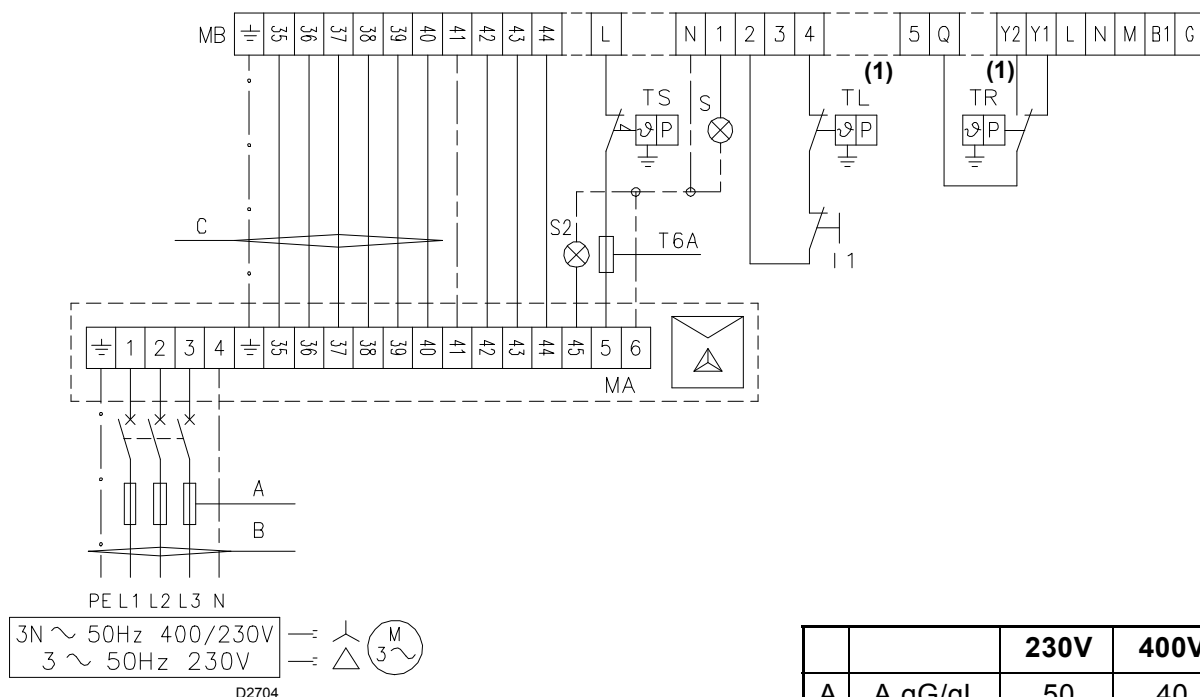 MB ⏚ 35 36 37 38 39 40 41 42 43 44 L N 1 2 3 4 5 Q Y2 Y1 L N M B1 G
(1) (1)
TS S TL TR
ϑ P ϑ P ϑ P
C S2 T6A I1
⏚ 1 2 3 4 ⏚ 35 36 37 38 39 40 41 42 43 44 45 5 6
MA
A
B
PE L1 L2 L3 N
3N ~ 50Hz 400/230V
3 ~ 50Hz 230V
M
3~
D2704
230V 400V
A A gG/gL 50 40